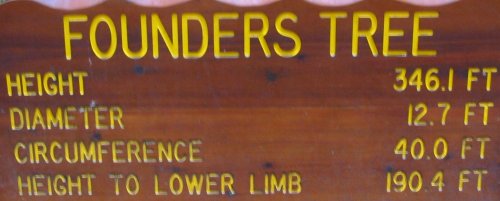 FOUNDERS TREE
HEIGHT 346.1 FT
DIAMETER 12.7 FT
CIRCUMFERENCE 40.0 FT
HEIGHT TO LOWER LIMB 190.4 FT